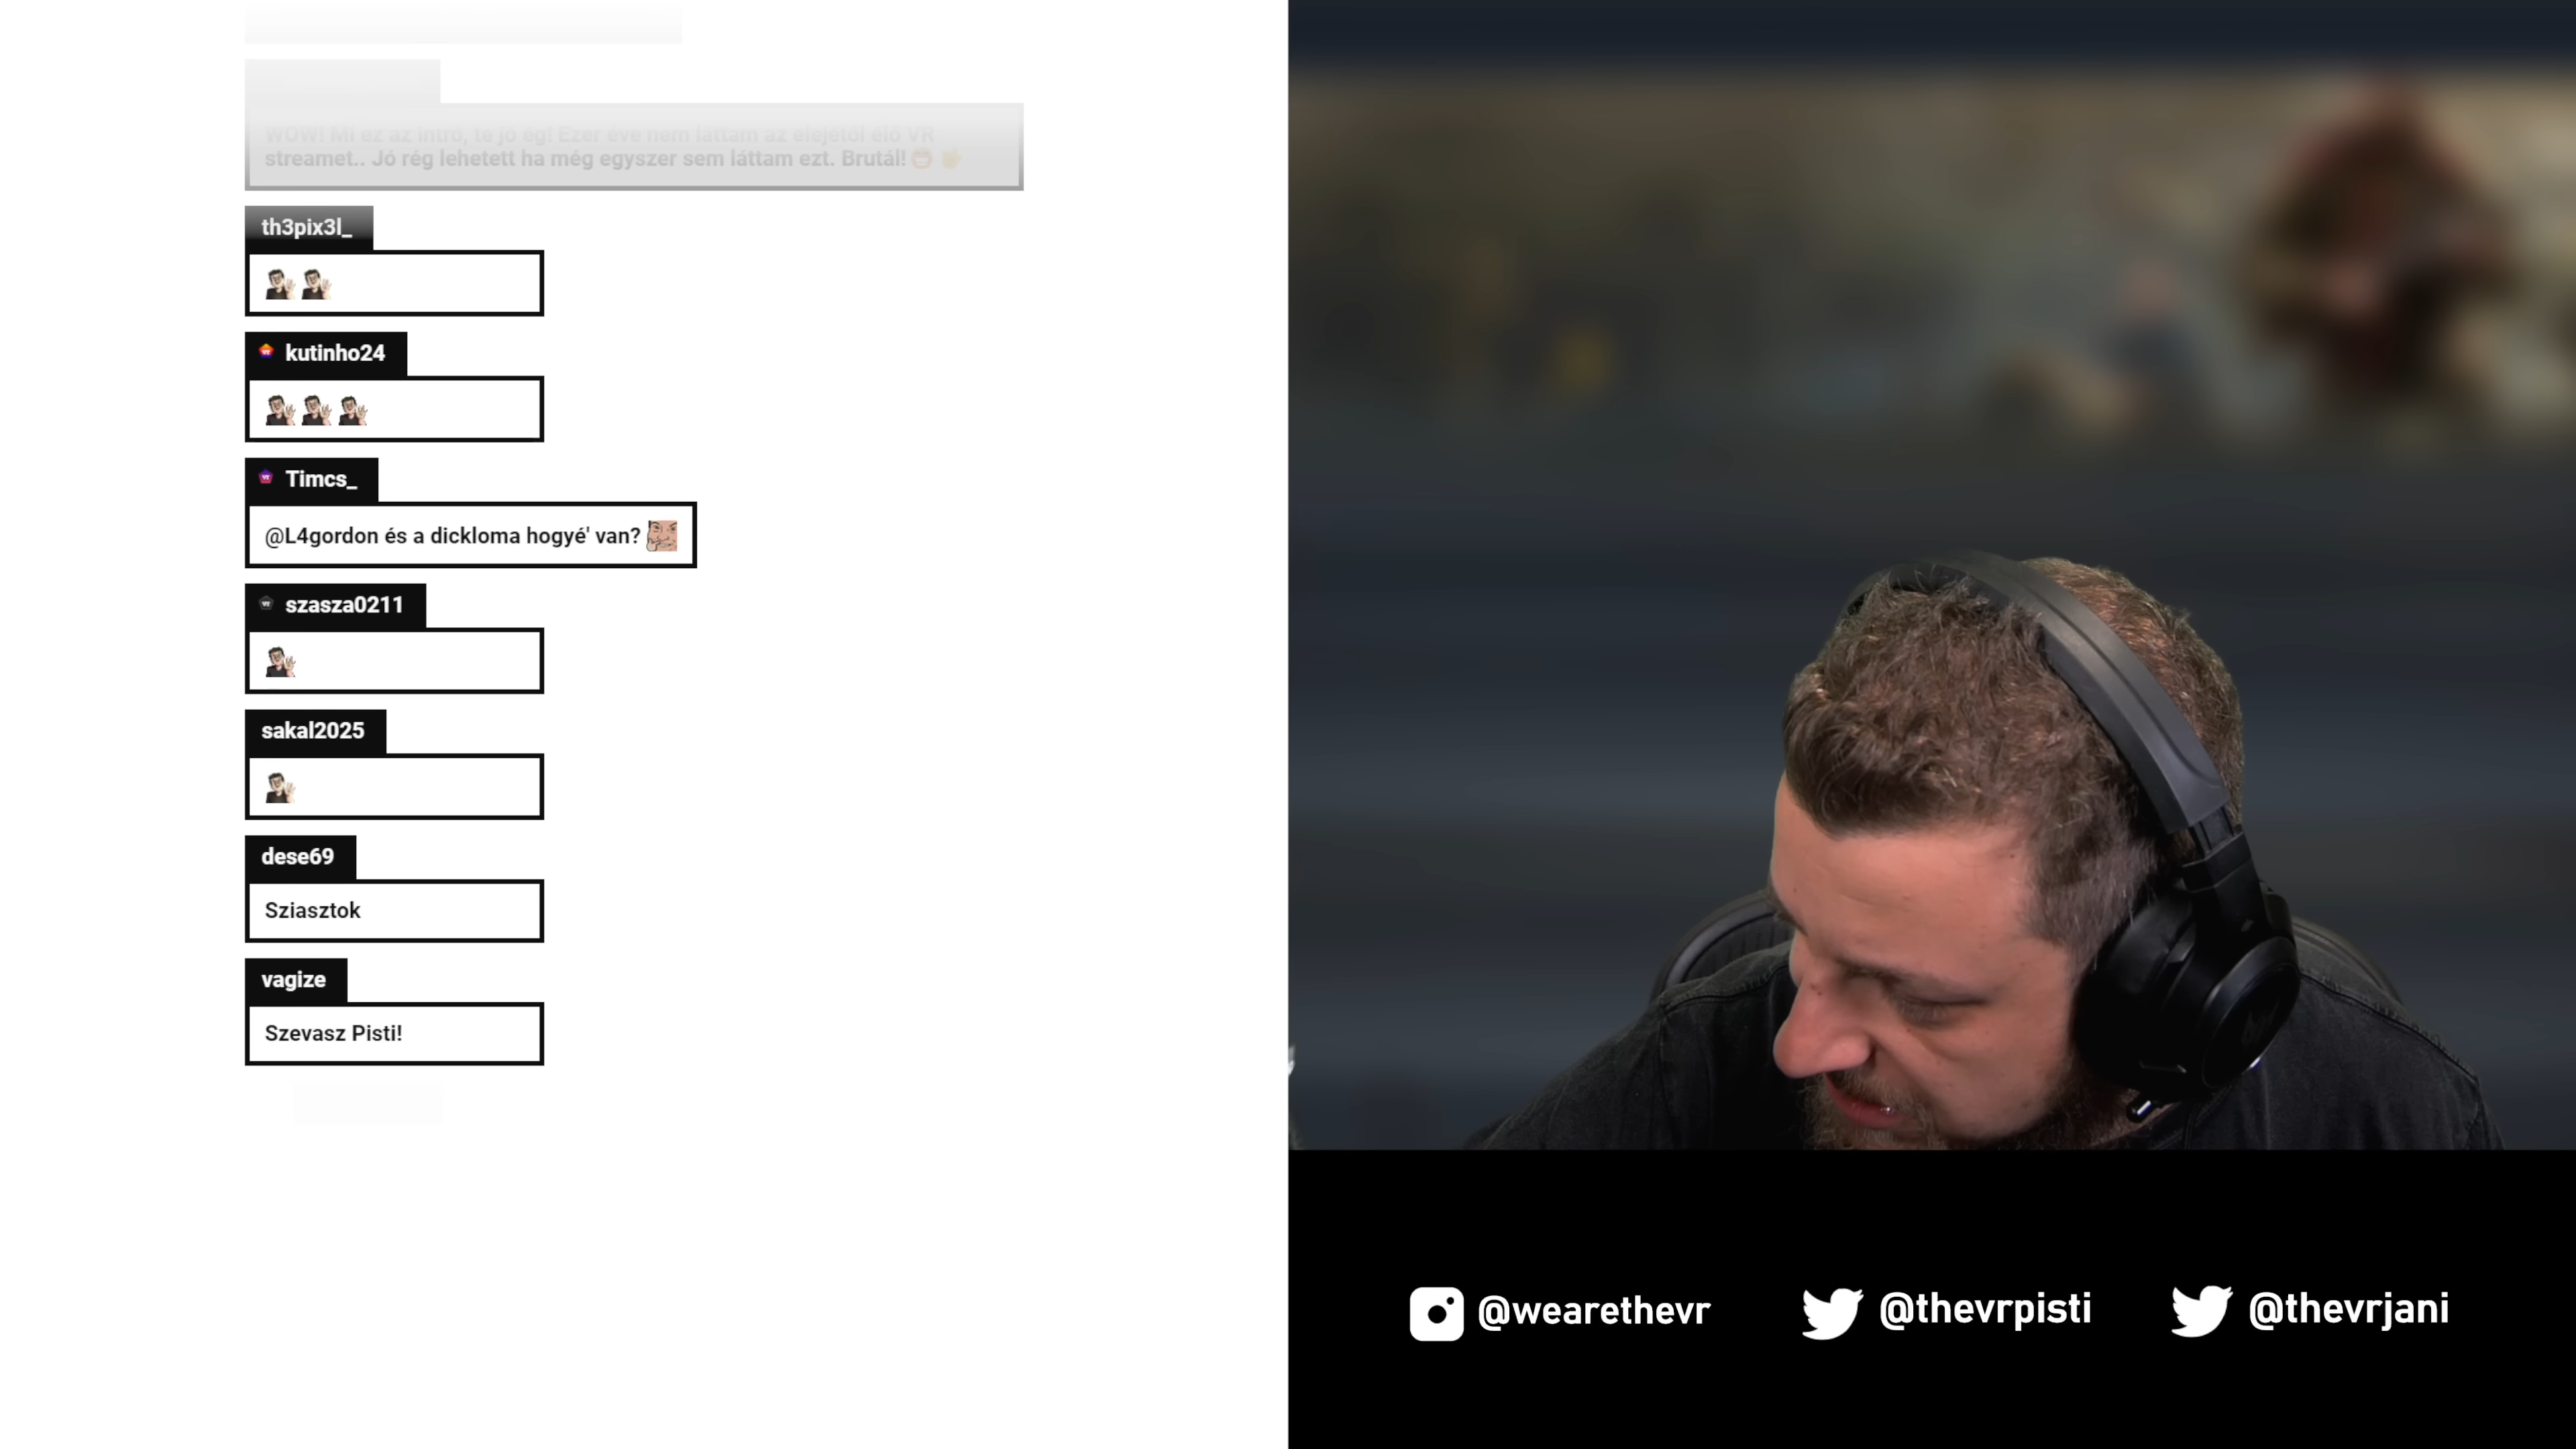 WOW! Mi ez az intro, te jó ég! Ezer éve nem láttam az elejétől élő VR
streamet.. Jó rég lehetett ha még egyszer sem láttam ezt. Brutál!
th3pix3l_
kutinho24
Timcs_
@L4gordon és a dickloma hogyé' van?
szasza0211
sakal2025
dese69
Sziasztok
vagize
Szevasz Pisti!
@wearethevr
@thevrpisti
@thevrjani